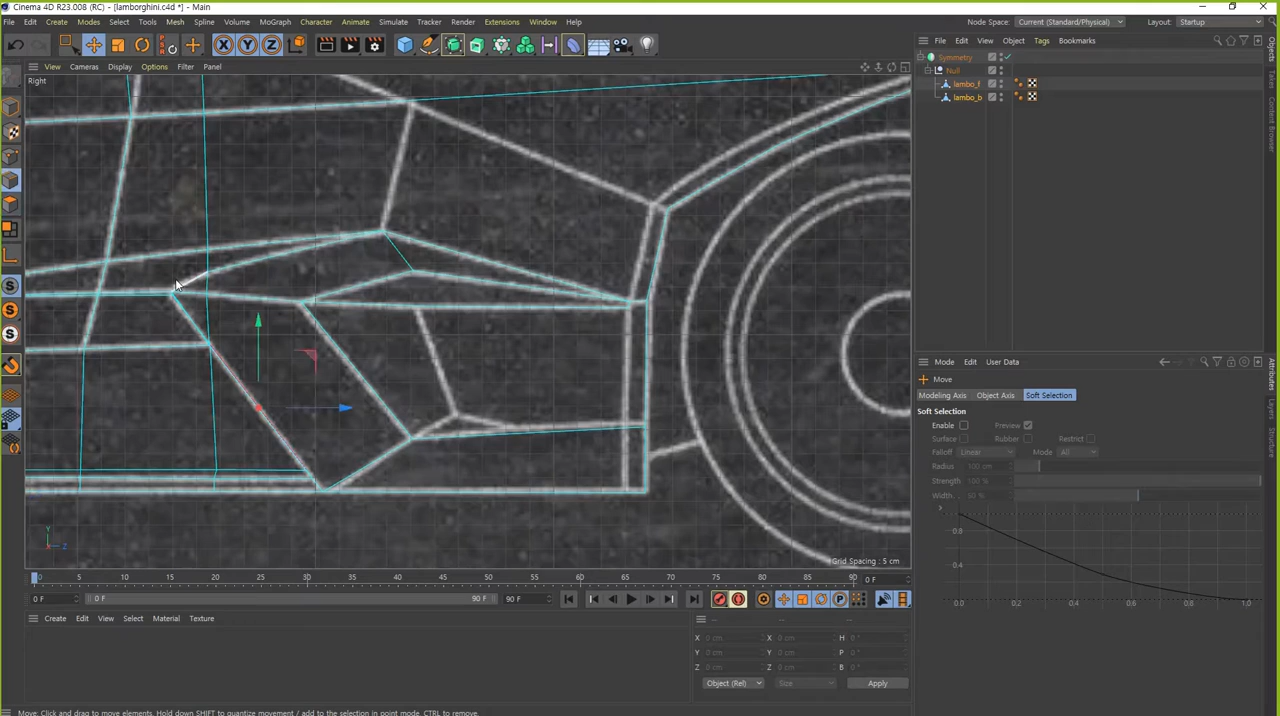 Cinema 4D R23.008 (RC) - [lamborghini.c4d *] - Main
File Edit Create Modes Select Tools Mesh Spline Volume MoGraph Character Animate Simulate Tracker Render Extensions Window Help
Node Space: Current (Standard/Physical) Layout: Startup
File Edit View Object Tags Bookmarks
View Cameras Display Options Filter Panel
Right
Symmetry
Null
lambo_f
lambo_b
Objects
Takes
Content Browser
Mode Edit User Data
Move
Modeling Axis Object Axis Soft Selection
Soft Selection
Enable Preview
Surface Rubber Restrict
Falloff Linear Mode All
Radius 100 cm
Strength 100 %
Width 50 %
0.8
0.4
0.0 0.2 0.4 0.6 0.8 1.0
Attributes
Layers
Structure
Y
Z
Grid Spacing : 5 cm
0 5 10 15 20 25 30 35 40 45 50 55 60 65 70 75 80 85 90 0 F
0 F 0 F 90 F 90 F
Create Edit View Select Material Texture
-- -- --
X 0 cm X 0 cm H 0 °
Y 0 cm Y 0 cm P 0 °
Z 0 cm Z 0 cm B 0 °
Object (Rel) Size Apply
Move: Click and drag to move elements. Hold down SHIFT to quantize movement / add to the selection in point mode, CTRL to remove.